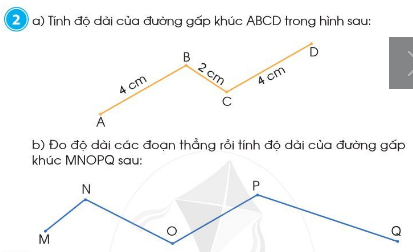 2 a) Tính độ dài của đường gấp khúc ABCD trong hình sau:
B
D
4 cm
2 cm
4 cm
C
A
b) Đo độ dài các đoạn thẳng rồi tính độ dài của đường gấp
khúc MNOPQ sau:
N
P
M
O
Q